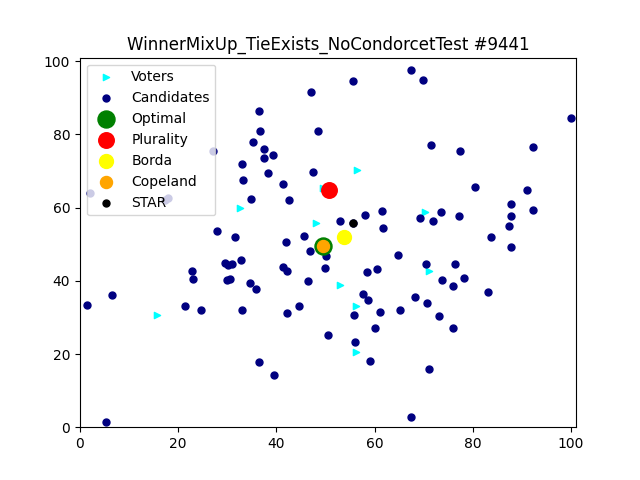 WinnerMixUp_TieExists_NoCondorcetTest #9441
Voters
Candidates
Optimal
Plurality
Borda
Copeland
STAR
100
80
60
40
20
0
0 20 40 60 80 100